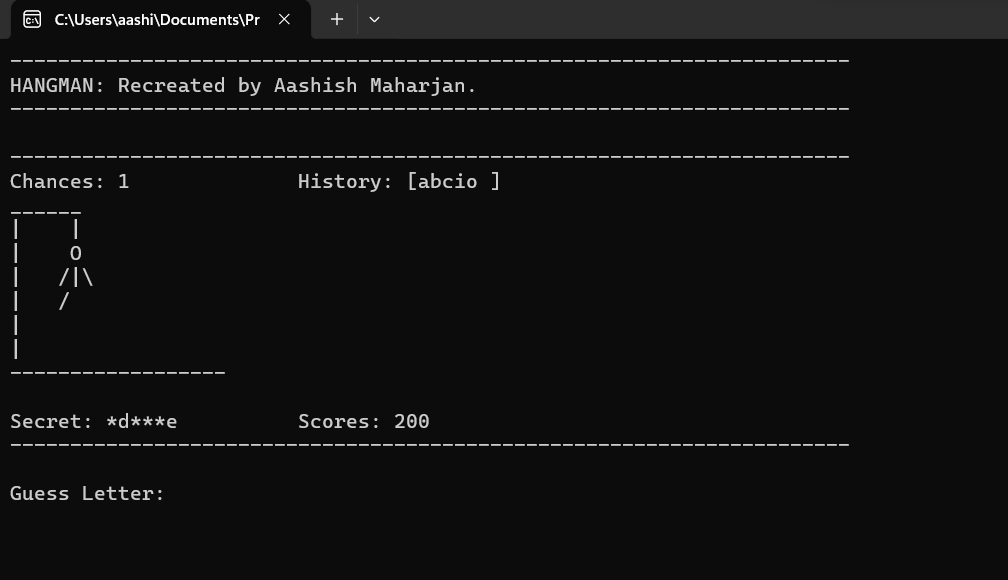 C:\Users\aashi\Documents\Pr
----------------------------------------------------------------------
HANGMAN: Recreated by Aashish Maharjan.
----------------------------------------------------------------------
----------------------------------------------------------------------
Chances: 1              History: [abcio ]
______
|    |
|    O
|   /|\
|   /
|
|
------------------
Secret: *d***e          Scores: 200
----------------------------------------------------------------------
Guess Letter: